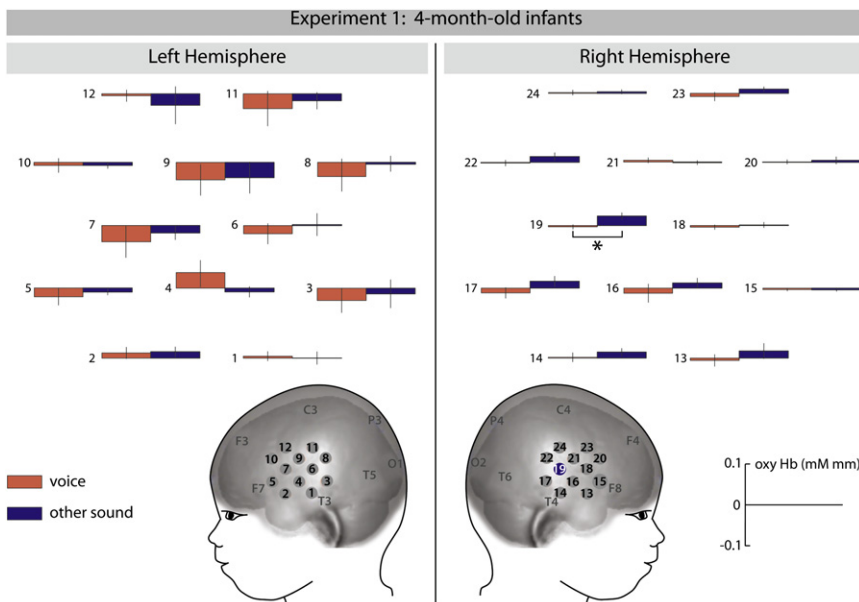 Experiment 1: 4-month-old infants
Left Hemisphere
Right Hemisphere
12 11
10 9 8
7 6
5 4 3
2 1
24 23
22 21 20
19 18
*
17 16 15
14 13
C3
P3
F3
O1
T5
F7
T3
12 11
10 9 8
7 6
5 4 3
2 1
C4
P4
F4
O2
T6
F8
T4
24 23
22 21 20
19 18
17 16 15
14 13
voice
other sound
0.1 oxy Hb (mM mm)
0
-0.1